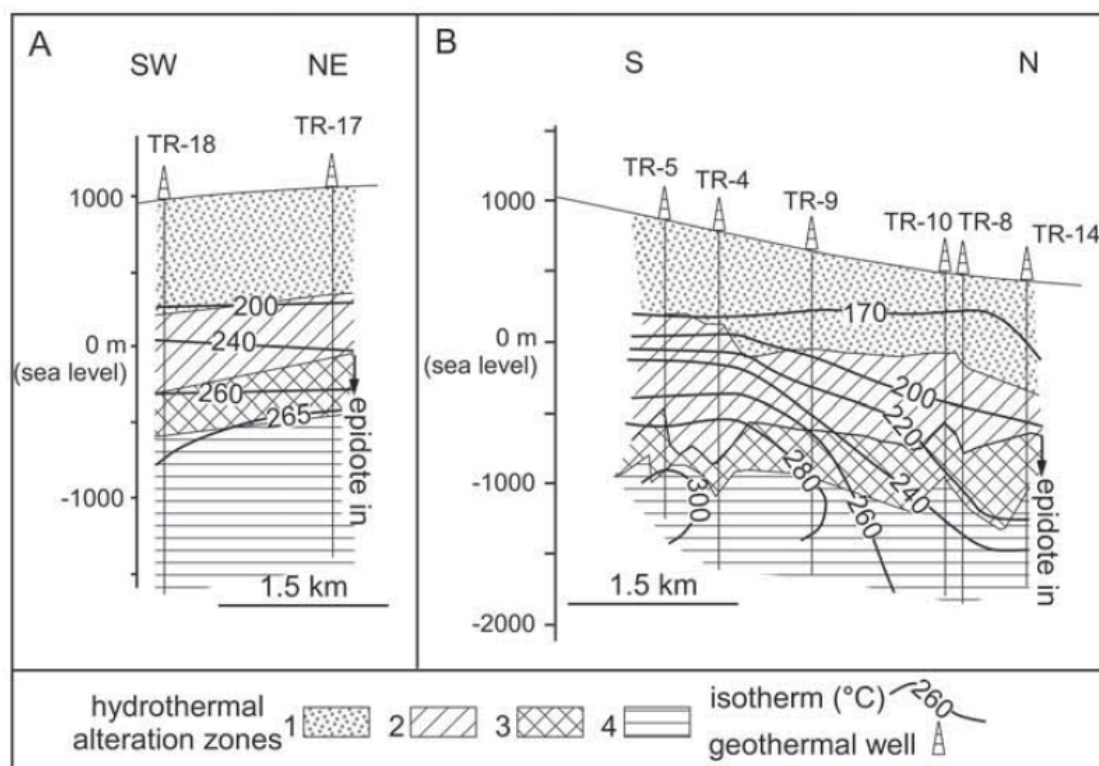 A
SW
NE
TR-18
TR-17
1000
0 m
(sea level)
-1000
200
240
260
265
epidote in
1.5 km
B
S
N
TR-5
TR-4
TR-9
TR-10
TR-8
TR-14
1000
0 m
(sea level)
-1000
-2000
170
200
220
240
260
280
300
epidote in
1.5 km
hydrothermal
alteration zones
1
2
3
4
isotherm (°C)
260
geothermal well